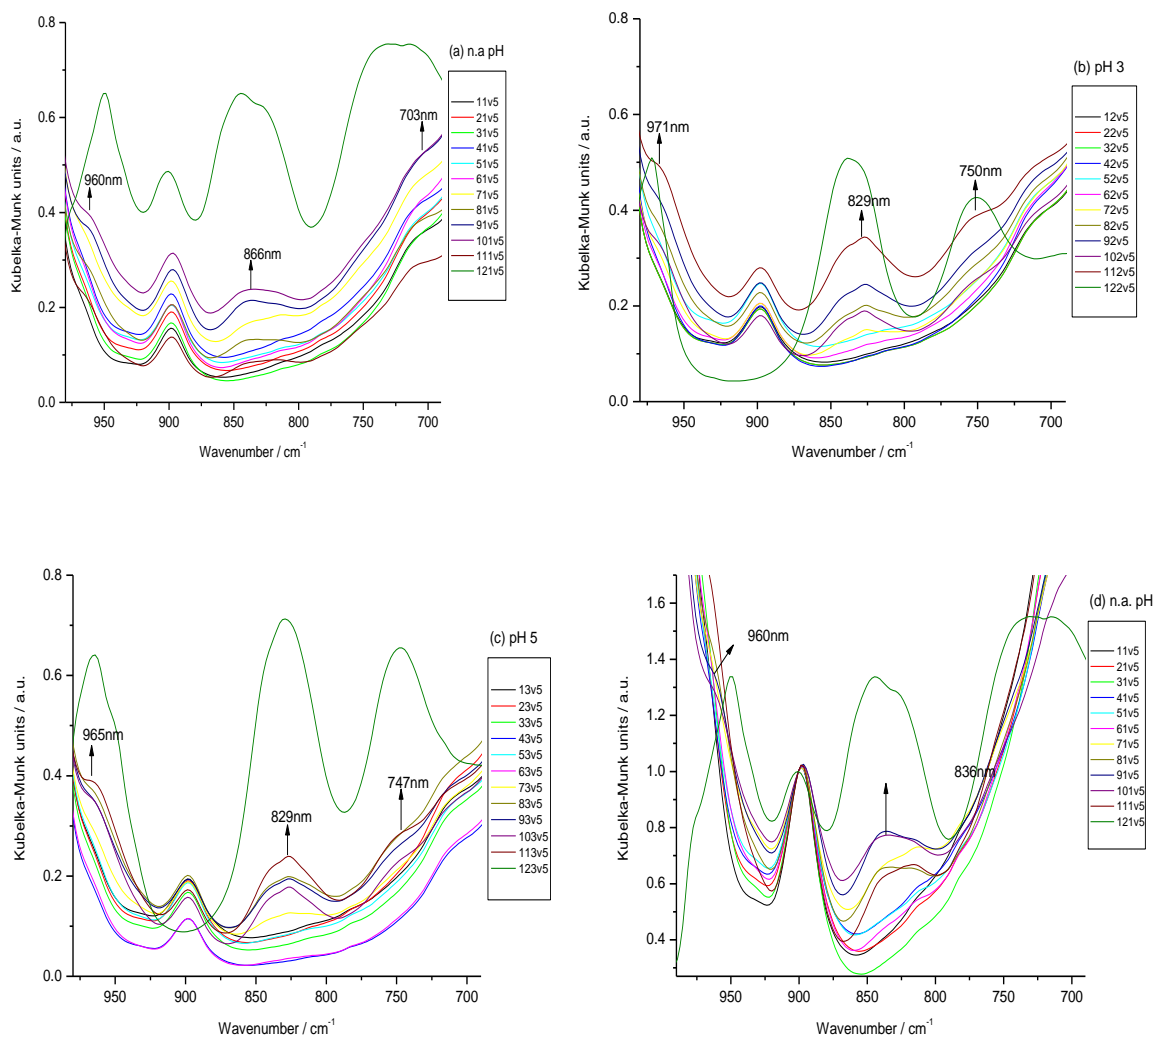 0.8
0.6
0.4
0.2
0.0
Kubelka-Munk units / a.u.
950 900 850 800 750 700
Wavenumber / cm-1
(a) n.a pH
960nm
866nm
703nm
11v5
21v5
31v5
41v5
51v5
61v5
71v5
81v5
91v5
101v5
111v5
121v5
0.8
0.6
0.4
0.2
0.0
Kubelka-Munk units / a.u.
950 900 850 800 750 700
Wavenumber / cm-1
(b) pH 3
971nm
829nm
750nm
12v5
22v5
32v5
42v5
52v5
62v5
72v5
82v5
92v5
102v5
112v5
122v5
0.8
0.6
0.4
0.2
0.0
Kubelka-Munk units / a.u.
950 900 850 800 750 700
Wavenumber / cm-1
(c) pH 5
965nm
829nm
747nm
13v5
23v5
33v5
43v5
53v5
63v5
73v5
83v5
93v5
103v5
113v5
123v5
1.6
1.4
1.2
1.0
0.8
0.6
0.4
Kubelka-Munk units / a.u.
950 900 850 800 750 700
Wavenumber / cm-1
(d) n.a. pH
960nm
836nm
11v5
21v5
31v5
41v5
51v5
61v5
71v5
81v5
91v5
101v5
111v5
121v5